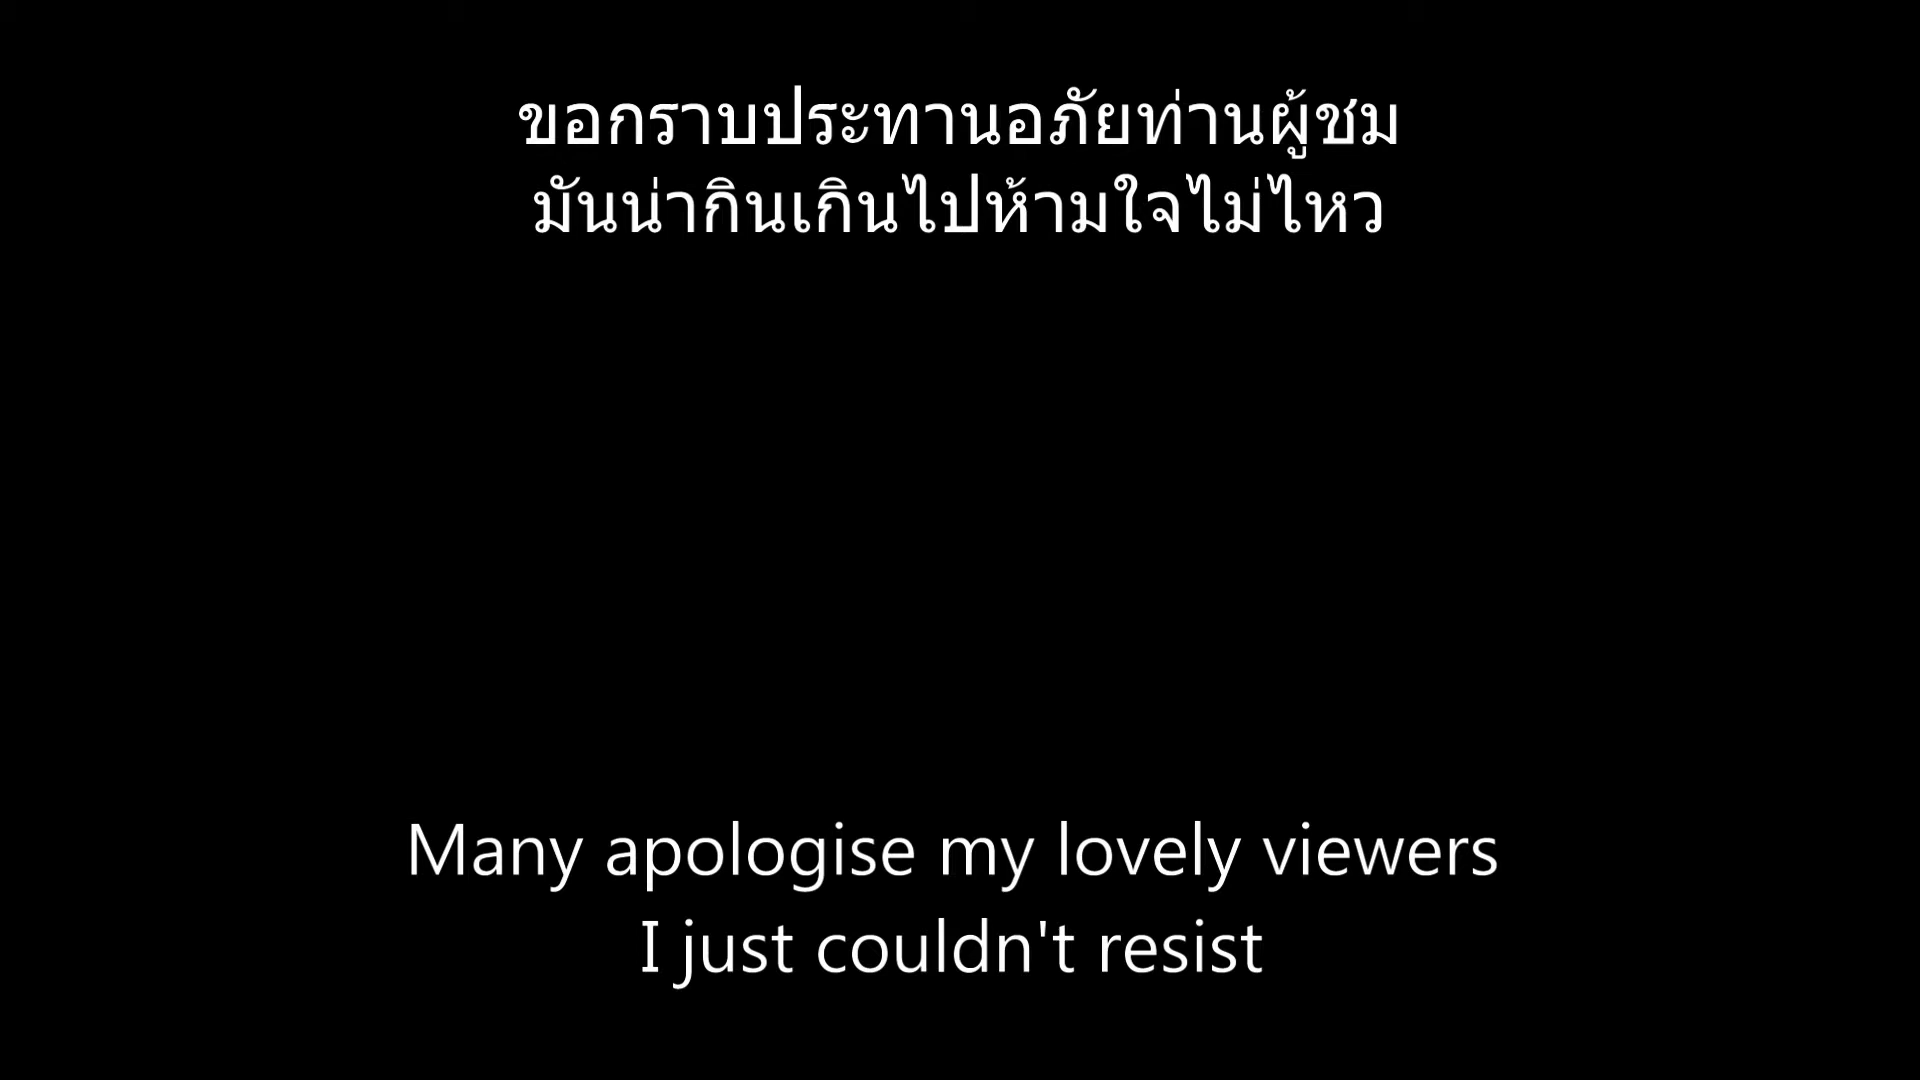 ขอกราบประทานอภัยท่านผู้ชม
มันน่ากินเกินไปห้ามใจไม่ไหว
Many apologise my lovely viewers
I just couldn't resist